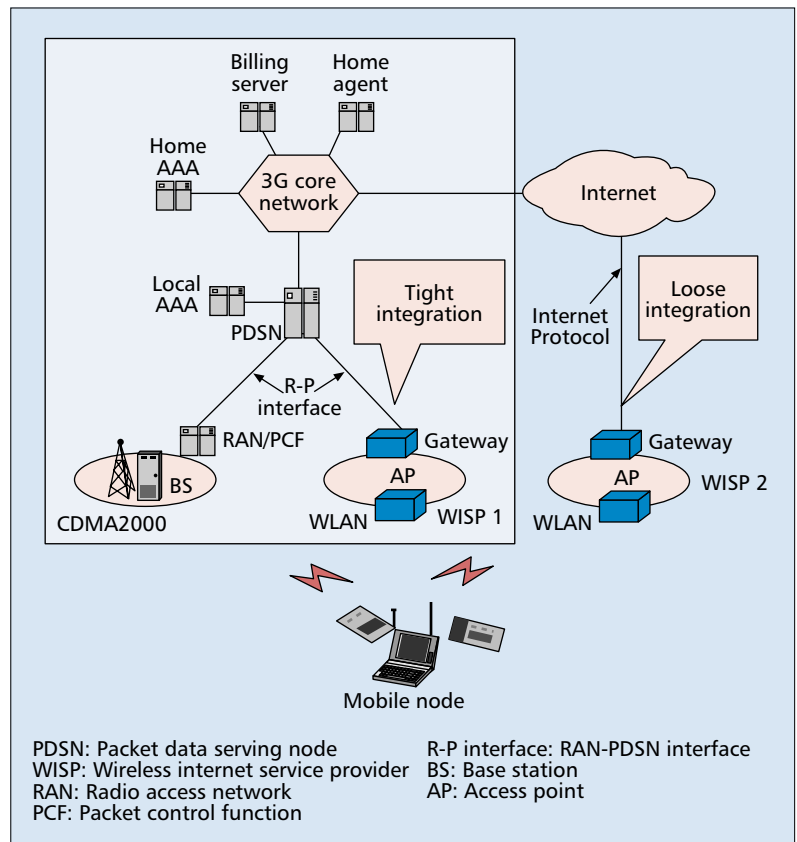 Billing
server
Home
agent
Home
AAA
3G core
network
Internet
Local
AAA
PDSN
Tight
integration
Internet
Protocol
Loose
integration
R-P
interface
RAN/PCF
Gateway
Gateway
BS
AP
AP
WISP 2
CDMA2000
WLAN
WISP 1
WLAN
Mobile node
PDSN: Packet data serving node
WISP: Wireless internet service provider
RAN: Radio access network
PCF: Packet control function
R-P interface: RAN-PDSN interface
BS: Base station
AP: Access point